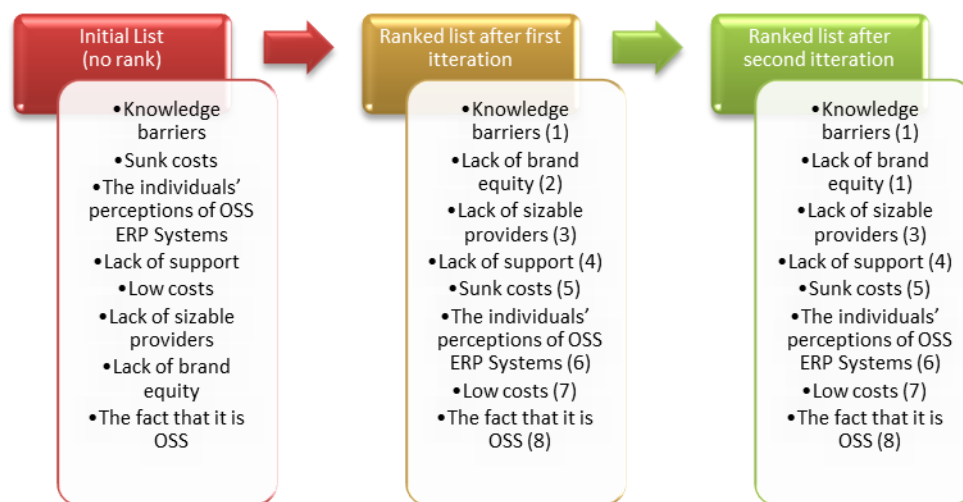 Initial List
(no rank)
•Knowledge
barriers
•Sunk costs
•The individuals’
perceptions of OSS
ERP Systems
•Lack of support
•Low costs
•Lack of sizable
providers
•Lack of brand
equity
•The fact that it is
OSS
Ranked list after first
itteration
•Knowledge
barriers (1)
•Lack of brand
equity (2)
•Lack of sizable
providers (3)
•Lack of support (4)
•Sunk costs (5)
•The individuals’
perceptions of OSS
ERP Systems (6)
•Low costs (7)
•The fact that it is
OSS (8)
Ranked list after
second itteration
•Knowledge
barriers (1)
•Lack of brand
equity (1)
•Lack of sizable
providers (3)
•Lack of support (4)
•Sunk costs (5)
•The individuals’
perceptions of OSS
ERP Systems (6)
•Low costs (7)
•The fact that it is
OSS (8)